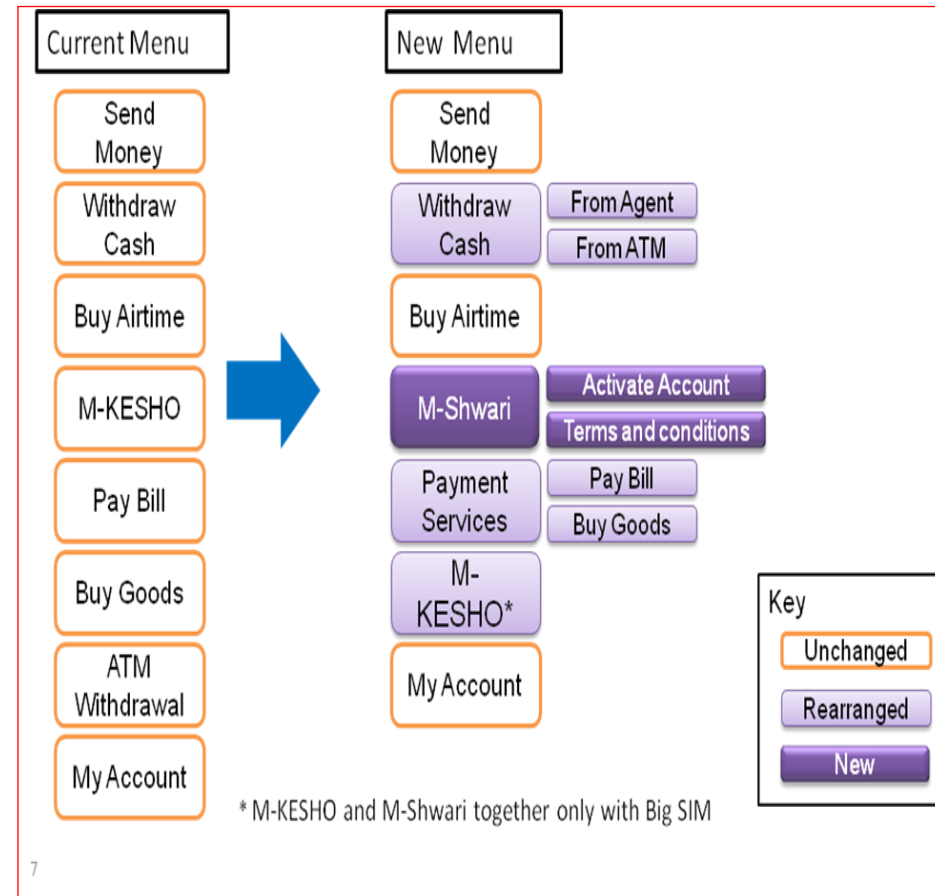 Current Menu
Send
Money
Withdraw
Cash
Buy Airtime
M-KESHO
Pay Bill
Buy Goods
ATM
Withdrawal
My Account
New Menu
Send
Money
Withdraw
Cash
From Agent
From ATM
Buy Airtime
M-Shwari
Activate Account
Terms and conditions
Payment
Services
Pay Bill
Buy Goods
M-
KESHO*
My Account
Key
Unchanged
Rearranged
New
* M-KESHO and M-Shwari together only with Big SIM
7